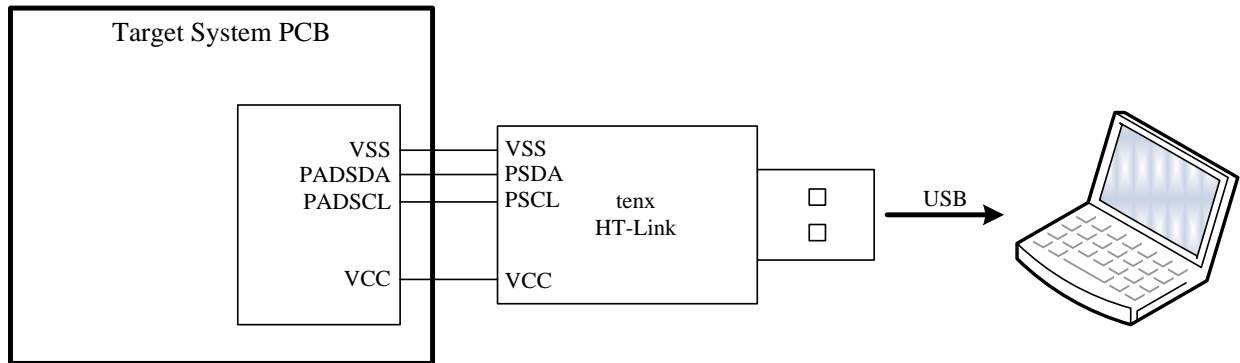 Target System PCB
VSS VSS
PADSDA PSDA
PADSCL PSCL
tenx
HT-Link
USB
VCC VCC